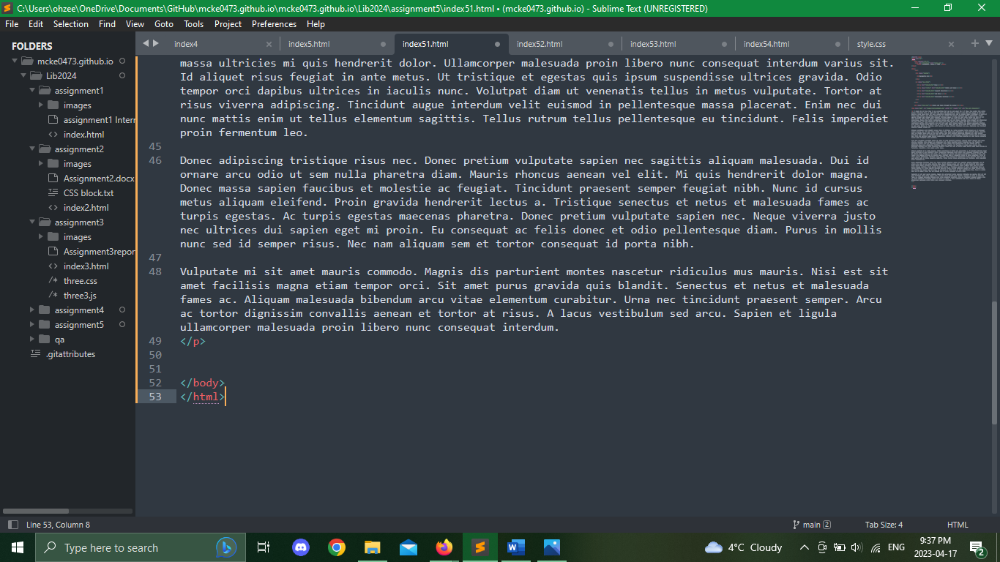 C:\Users\ohzee\OneDrive\Documents\GitHub\mcke0473.github.io\mcke0473.github.io\Lib2024\assignment5\index51.html • (mcke0473.github.io) - Sublime Text (UNREGISTERED)
File Edit Selection Find View Goto Tools Project Preferences Help
FOLDERS
mcke0473.github.io
Lib2024
assignment1
images
assignment1 Interr
index.html
assignment2
images
Assignment2.docx
CSS block.txt
index2.html
assignment3
images
Assignment3repor
index3.html
three.css
three3.js
assignment4
assignment5
qa
.gitattributes
index4 index5.html index51.html index52.html index53.html index54.html style.css
massa ultricies mi quis hendrerit dolor. Ullamcorper malesuada proin libero nunc consequat interdum varius sit.
Id aliquet risus feugiat in ante metus. Ut tristique et egestas quis ipsum suspendisse ultrices gravida. Odio
tempor orci dapibus ultrices in iaculis nunc. Volutpat diam ut venenatis tellus in metus vulputate. Tortor at
risus viverra adipiscing. Tincidunt augue interdum velit euismod in pellentesque massa placerat. Enim nec dui
nunc mattis enim ut tellus elementum sagittis. Tellus rutrum tellus pellentesque eu tincidunt. Felis imperdiet
proin fermentum leo.
45
46 Donec adipiscing tristique risus nec. Donec pretium vulputate sapien nec sagittis aliquam malesuada. Dui id
ornare arcu odio ut sem nulla pharetra diam. Mauris rhoncus aenean vel elit. Mi quis hendrerit dolor magna.
Donec massa sapien faucibus et molestie ac feugiat. Tincidunt praesent semper feugiat nibh. Nunc id cursus
metus aliquam eleifend. Proin gravida hendrerit lectus a. Tristique senectus et netus et malesuada fames ac
turpis egestas. Ac turpis egestas maecenas pharetra. Donec pretium vulputate sapien nec. Neque viverra justo
nec ultrices dui sapien eget mi proin. Eu consequat ac felis donec et odio pellentesque diam. Purus in mollis
nunc sed id semper risus. Nec nam aliquam sem et tortor consequat id porta nibh.
47
48 Vulputate mi sit amet mauris commodo. Magnis dis parturient montes nascetur ridiculus mus mauris. Nisi est sit
amet facilisis magna etiam tempor orci. Sit amet purus gravida quis blandit. Senectus et netus et malesuada
fames ac. Aliquam malesuada bibendum arcu vitae elementum curabitur. Urna nec tincidunt praesent semper. Arcu
ac tortor dignissim convallis aenean et tortor at risus. A lacus vestibulum sed arcu. Sapien et ligula
ullamcorper malesuada proin libero nunc consequat interdum.
49 </p>
50
51
52 </body>
53 </html>
Line 53, Column 8 main 2 Tab Size: 4 HTML
Type here to search 4°C Cloudy ENG 9:37 PM
2023-04-17 2